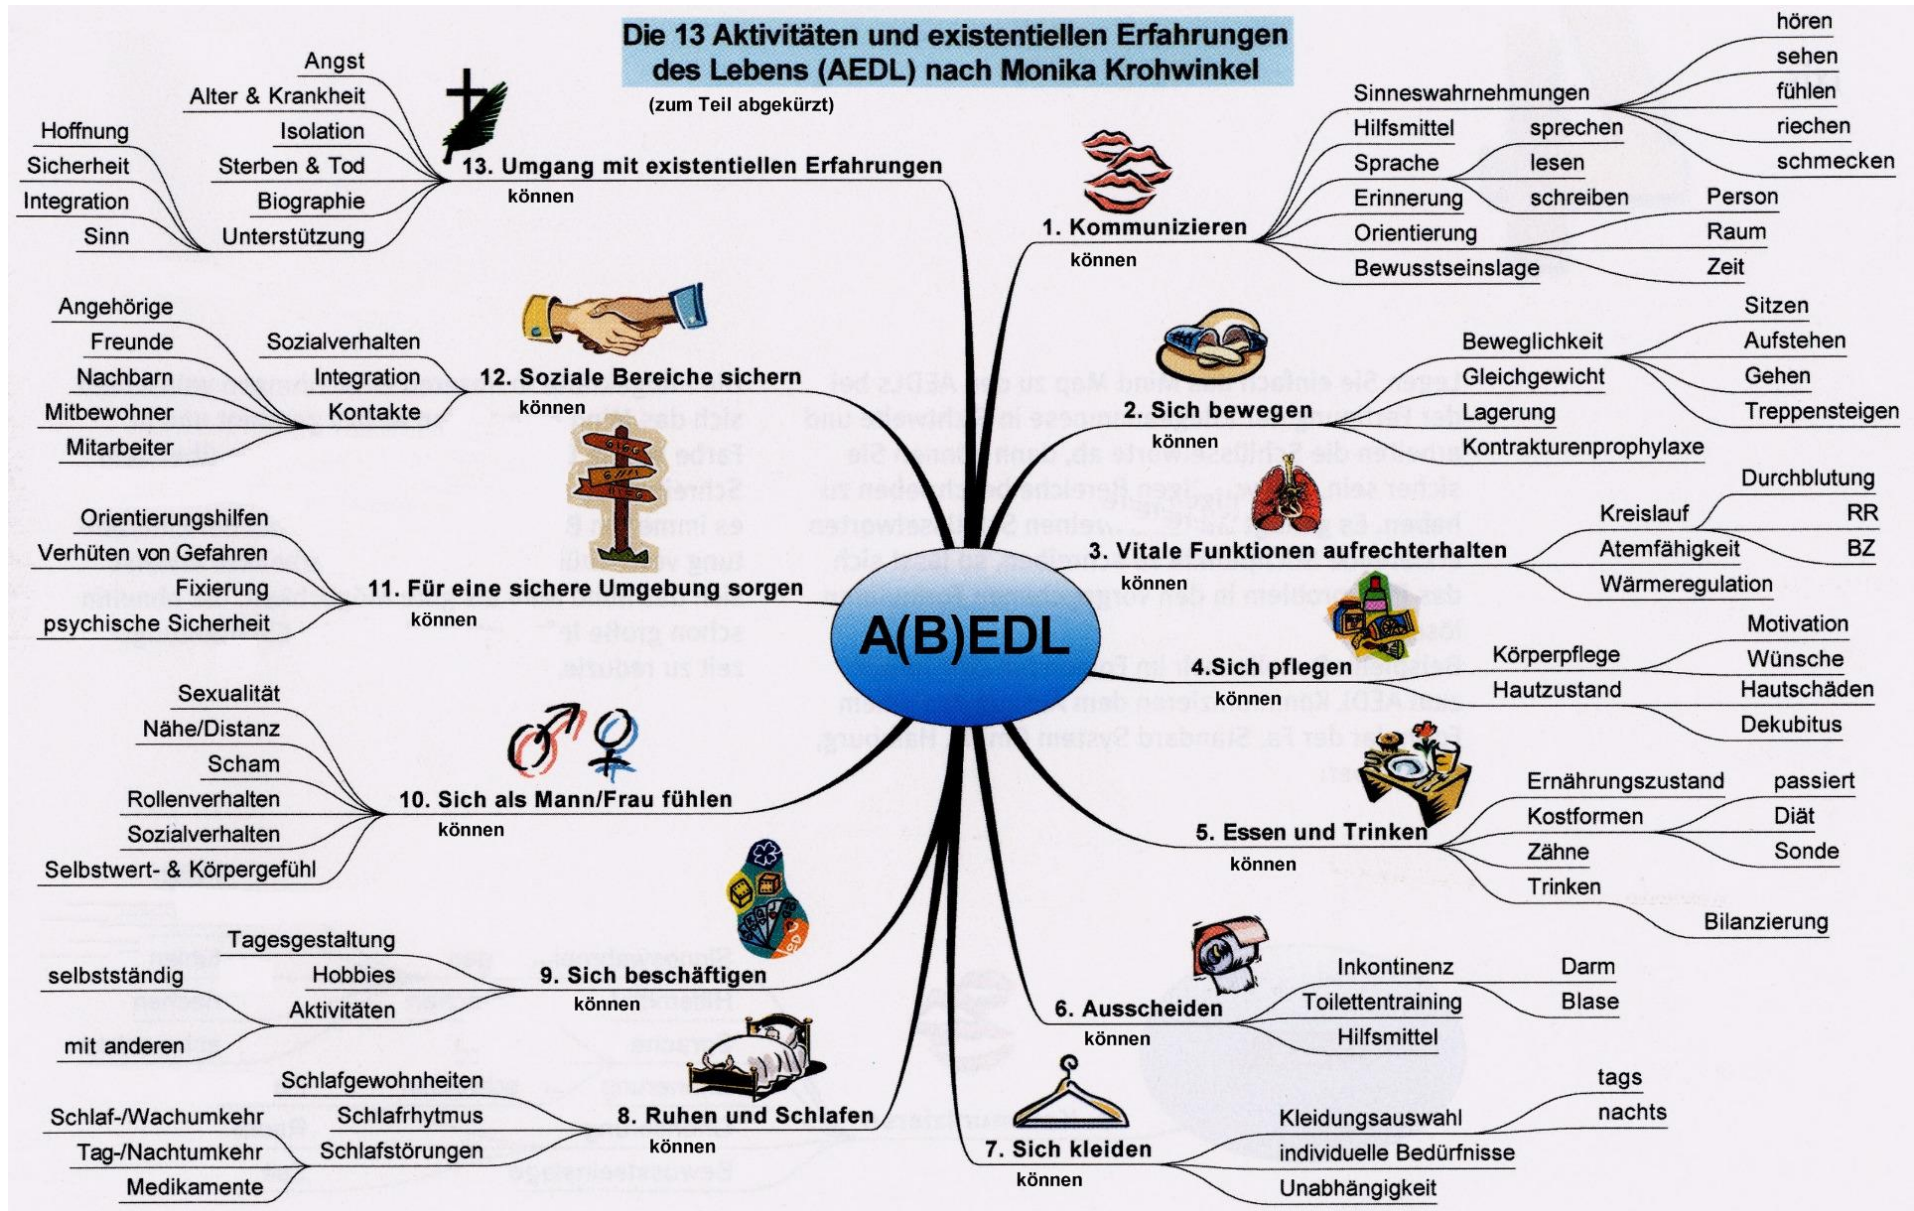 Die 13 Aktivitäten und existentiellen Erfahrungen
des Lebens (AEDL) nach Monika Krohwinkel
(zum Teil abgekürzt)
A(B)EDL
1. Kommunizieren
können
Sinneswahrnehmungen
hören
sehen
fühlen
riechen
schmecken
Hilfsmittel
Sprache
sprechen
lesen
schreiben
Erinnerung
Orientierung
Person
Raum
Zeit
Bewusstseinslage
2. Sich bewegen
können
Beweglichkeit
Sitzen
Aufstehen
Gehen
Treppensteigen
Gleichgewicht
Lagerung
Kontrakturenprophylaxe
3. Vitale Funktionen aufrechterhalten
können
Kreislauf
Durchblutung
RR
BZ
Atemfähigkeit
Wärmeregulation
4.Sich pflegen
können
Körperpflege
Motivation
Wünsche
Hautzustand
Hautschäden
Dekubitus
5. Essen und Trinken
können
Ernährungszustand
Kostformen
passiert
Diät
Sonde
Zähne
Trinken
Bilanzierung
6. Ausscheiden
können
Inkontinenz
Darm
Blase
Toilettentraining
Hilfsmittel
7. Sich kleiden
können
Kleidungsauswahl
tags
nachts
individuelle Bedürfnisse
Unabhängigkeit
8. Ruhen und Schlafen
können
Schlafgewohnheiten
Schlafrhytmus
Schlafstörungen
Schlaf-/Wachumkehr
Tag-/Nachtumkehr
Medikamente
9. Sich beschäftigen
können
Tagesgestaltung
Hobbies
Aktivitäten
selbstständig
mit anderen
10. Sich als Mann/Frau fühlen
können
Sexualität
Nähe/Distanz
Scham
Rollenverhalten
Sozialverhalten
Selbstwert- & Körpergefühl
11. Für eine sichere Umgebung sorgen
können
Orientierungshilfen
Verhüten von Gefahren
Fixierung
psychische Sicherheit
12. Soziale Bereiche sichern
können
Sozialverhalten
Integration
Kontakte
Angehörige
Freunde
Nachbarn
Mitbewohner
Mitarbeiter
13. Umgang mit existentiellen Erfahrungen
können
Angst
Alter & Krankheit
Isolation
Sterben & Tod
Biographie
Unterstützung
Hoffnung
Sicherheit
Integration
Sinn